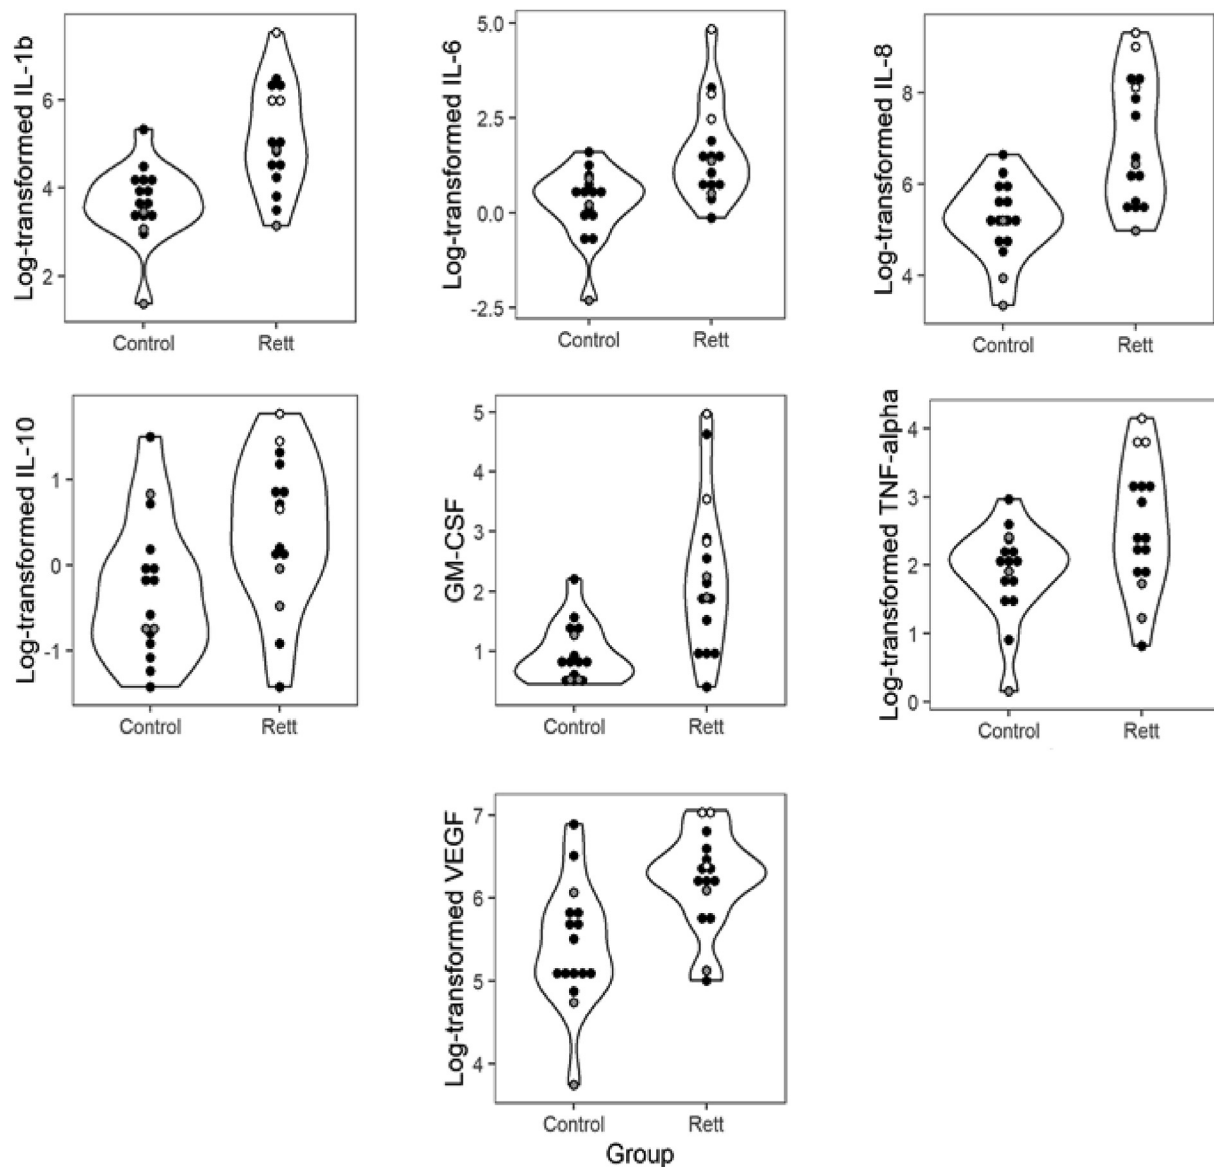 Log-transformed IL-1b
6
4
2
Control Rett
Log-transformed IL-6
5.0
2.5
0.0
-2.5
Control Rett
Log-transformed IL-8
8
6
4
Control Rett
Log-transformed IL-10
1
0
-1
Control Rett
GM-CSF
5
4
3
2
1
Control Rett
Log-transformed TNF-alpha
4
3
2
1
0
Control Rett
Log-transformed VEGF
7
6
5
4
Control Rett
Group